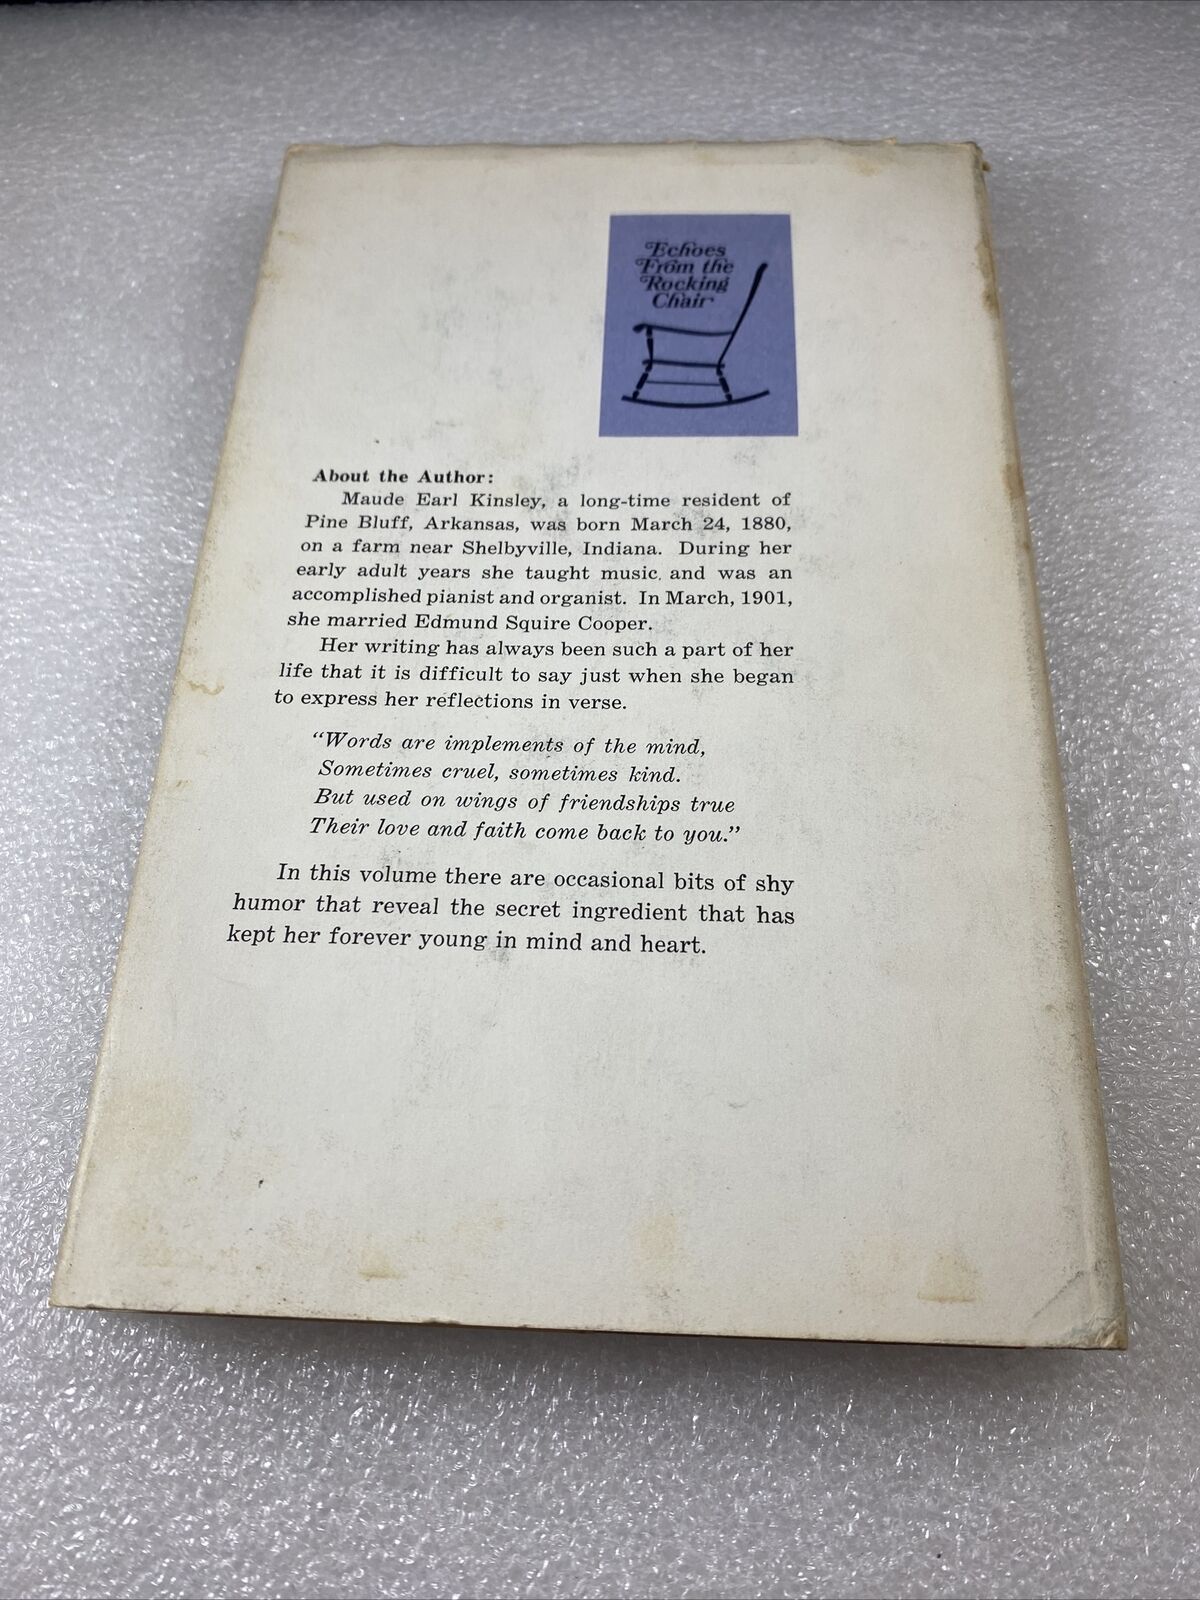 Echoes
From the
Rocking
Chair
About the Author:
Maude Earl Kinsley, a long-time resident of
Pine Bluff, Arkansas, was born March 24, 1880,
on a farm near Shelbyville, Indiana. During her
early adult years she taught music and was an
accomplished pianist and organist. In March, 1901,
she married Edmund Squire Cooper.
Her writing has always been such a part of her
life that it is difficult to say just when she began
to express her reflections in verse.
"Words are implements of the mind,
Sometimes cruel, sometimes kind.
But used on wings of friendships true
Their love and faith come back to you."
In this volume there are occasional bits of shy
humor that reveal the secret ingredient that has
kept her forever young in mind and heart.